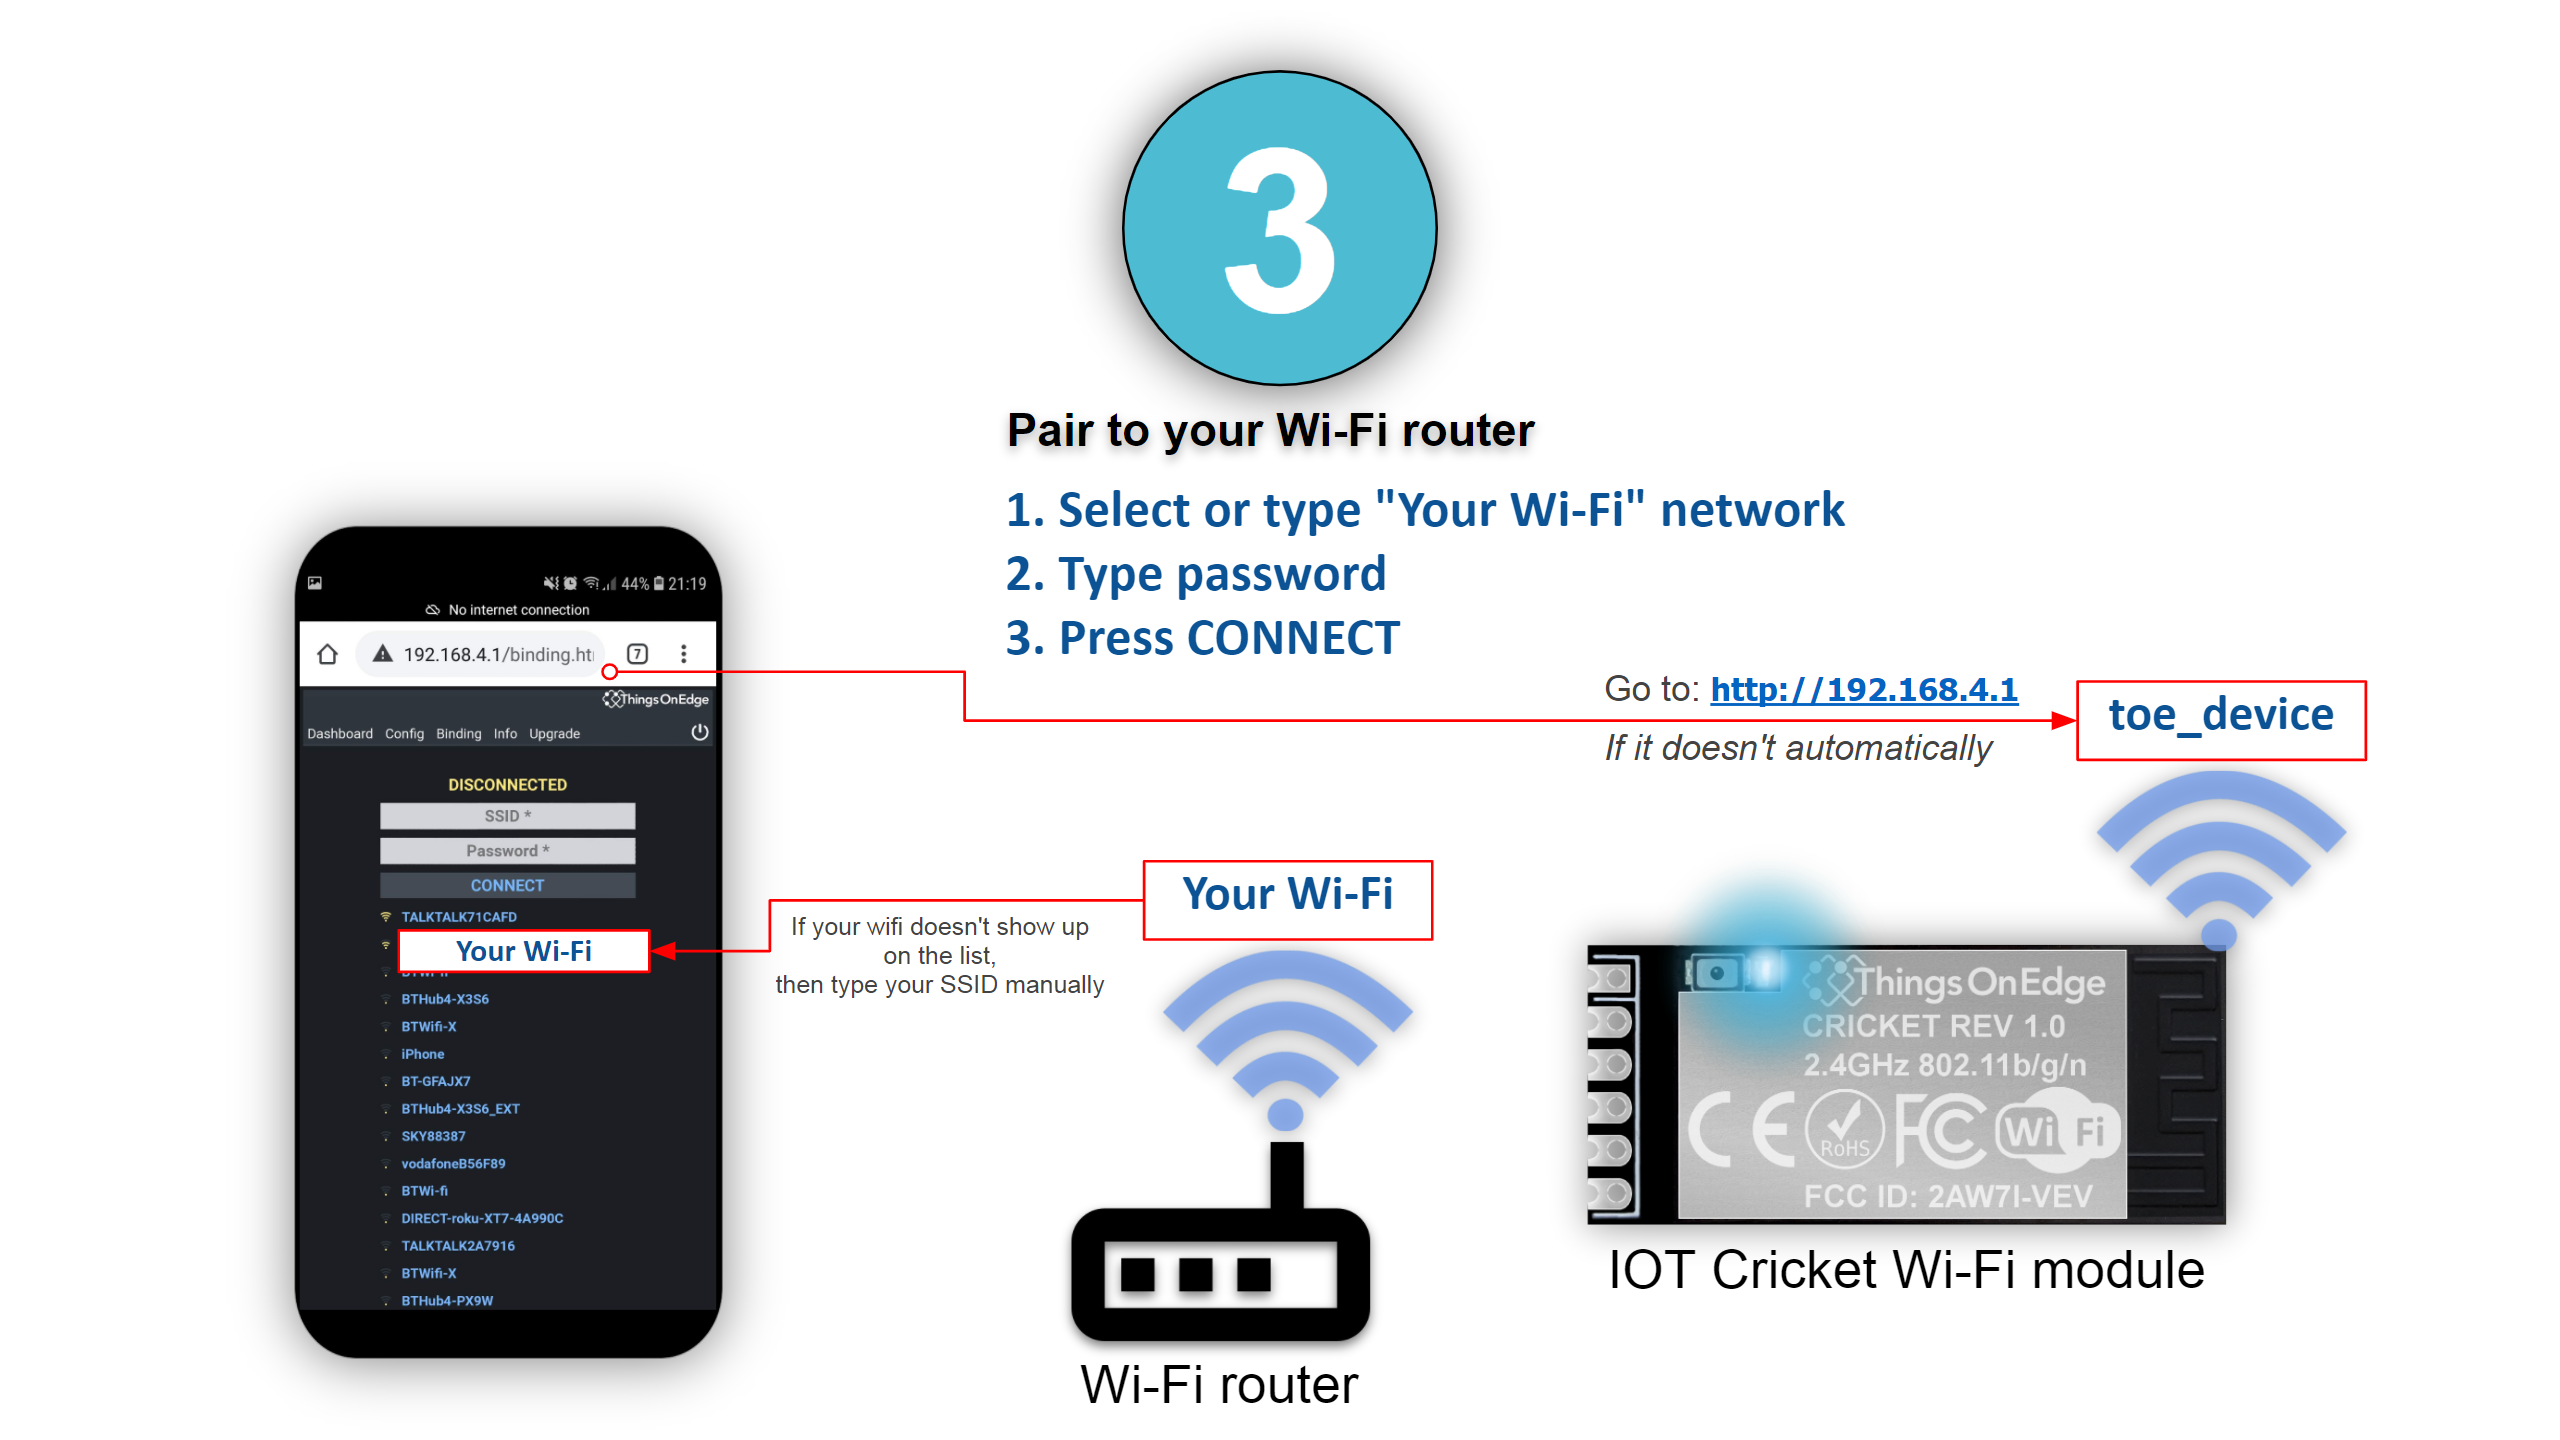 3
Pair to your Wi-Fi router
1. Select or type "Your Wi-Fi" network
2. Type password
3. Press CONNECT
44% 21:19
No internet connection
192.168.4.1/binding.ht
7
ThingsOnEdge
Dashboard Config Binding Info Upgrade
DISCONNECTED
SSID *
Password *
CONNECT
TALKTALK71CAFD
Your Wi-Fi
BTHub4-X3S6
BTWifi-X
iPhone
BT-GFAJX7
BTHub4-X3S6_EXT
SKY88387
vodafoneB56F89
BTWi-fi
DIRECT-roku-XT7-4A990C
TALKTALK2A7916
BTWifi-X
BTHub4-PX9W
Go to: http://192.168.4.1
If it doesn't automatically
toe_device
Your Wi-Fi
If your wifi doesn't show up
on the list,
then type your SSID manually
Wi-Fi router
ThingsOnEdge
CRICKET REV 1.0
2.4GHz 802.11b/g/n
CE RoHS FC Wi Fi
FCC ID: 2AW7I-VEV
IOT Cricket Wi-Fi module